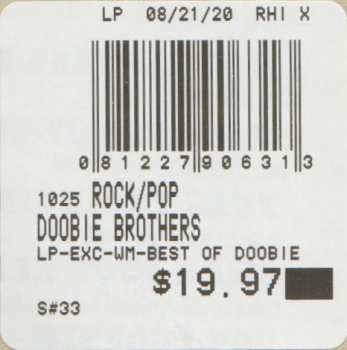 LP 08/21/20 RHI X
0 81227 90631 3
1025 ROCK/POP
DOOBIE BROTHERS
LP-EXC-WM-BEST OF DOOBIE
$19.97
S#33